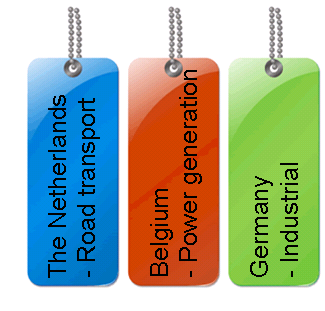 The Netherlands
- Road transport
Belgium
- Power generation
Germany
- Industrial